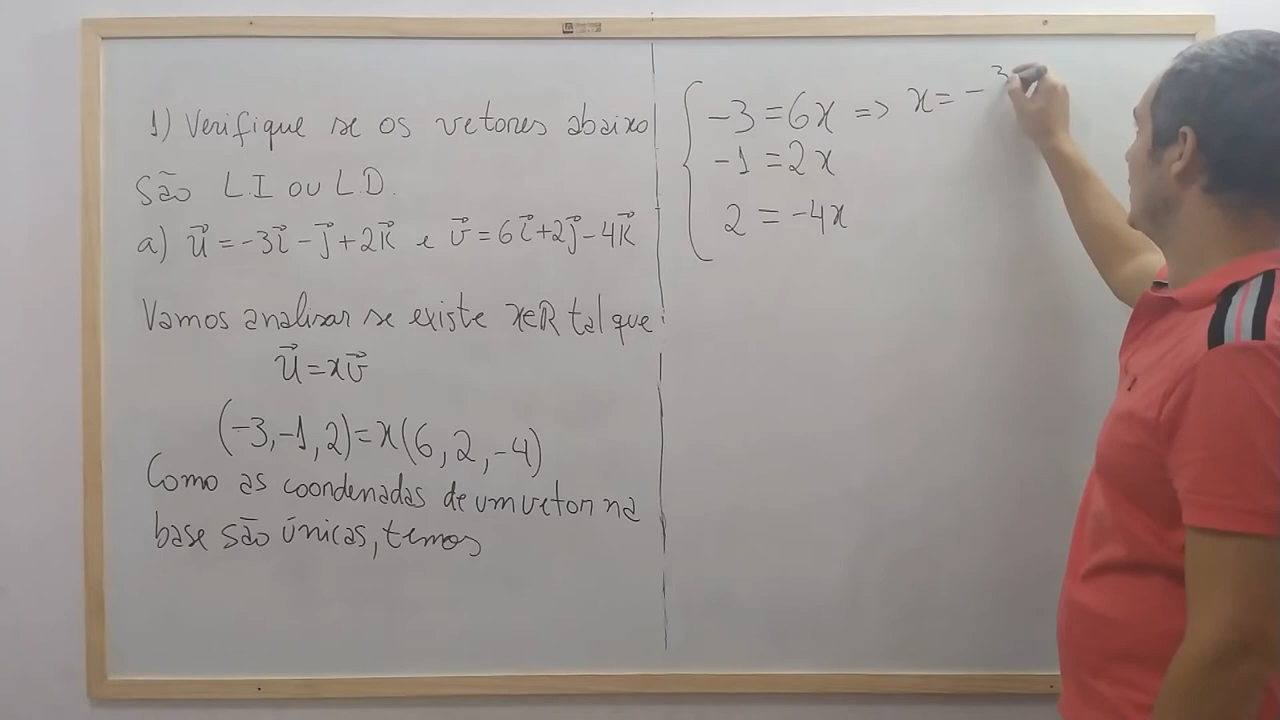 1) Verifique se os vetores abaixo
são L.I ou L.D.
a) u⃗ = -3i⃗ - j⃗ + 2k⃗ e v⃗ = 6i⃗ + 2j⃗ - 4k⃗
Vamos analisar se existe x∈R tal que
u⃗ = xv⃗
(-3, -1, 2) = x(6, 2, -4)
Como as coordenadas de um vetor na
base são únicas, temos
-3 = 6x => x = -3
-1 = 2x
2 = -4x